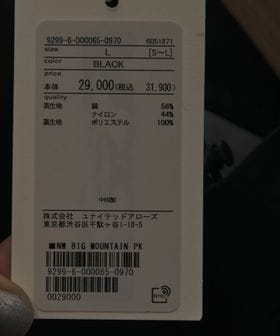 9299-6-000065-0970 6051871
size L [S~L]
color BLACK
price
本体 29,000(税込 31,900)
quality
表生地 綿 56%
ナイロン 44%
裏生地 ポリエステル 100%
中国製
株式会社 ユナイテッドアローズ
東京都渋谷区千駄ヶ谷1-18-5
NW BIG MOUNTAIN PK
9299-6-000065-0970
0029000